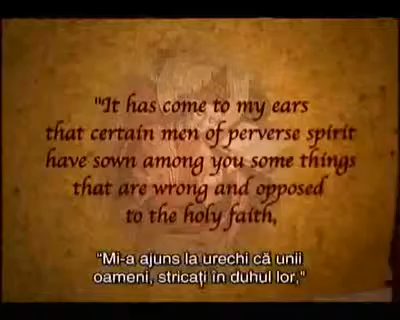 "It has come to my ears
that certain men of perverse spirit
have sown among you some things
that are wrong and opposed
to the holy faith,
"Mi-a ajuns la urechi că unii
oameni, stricaţi în duhul lor,"